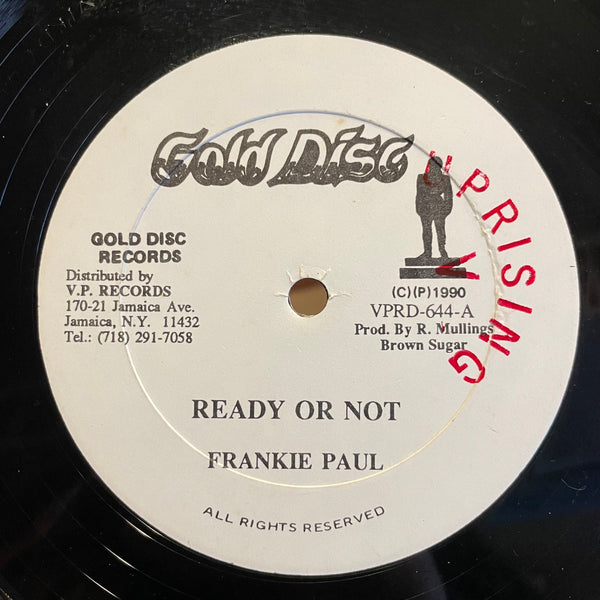 Gold Disc
UPRISING
GOLD DISC
RECORDS
Distributed by
V.P. RECORDS
170-21 Jamaica Ave.
Jamaica, N.Y. 11432
Tel.: (718) 291-7058
(C)(P)1990
VPRD-644-A
Prod. By R. Mullings
Brown Sugar
READY OR NOT
FRANKIE PAUL
ALL RIGHTS RESERVED